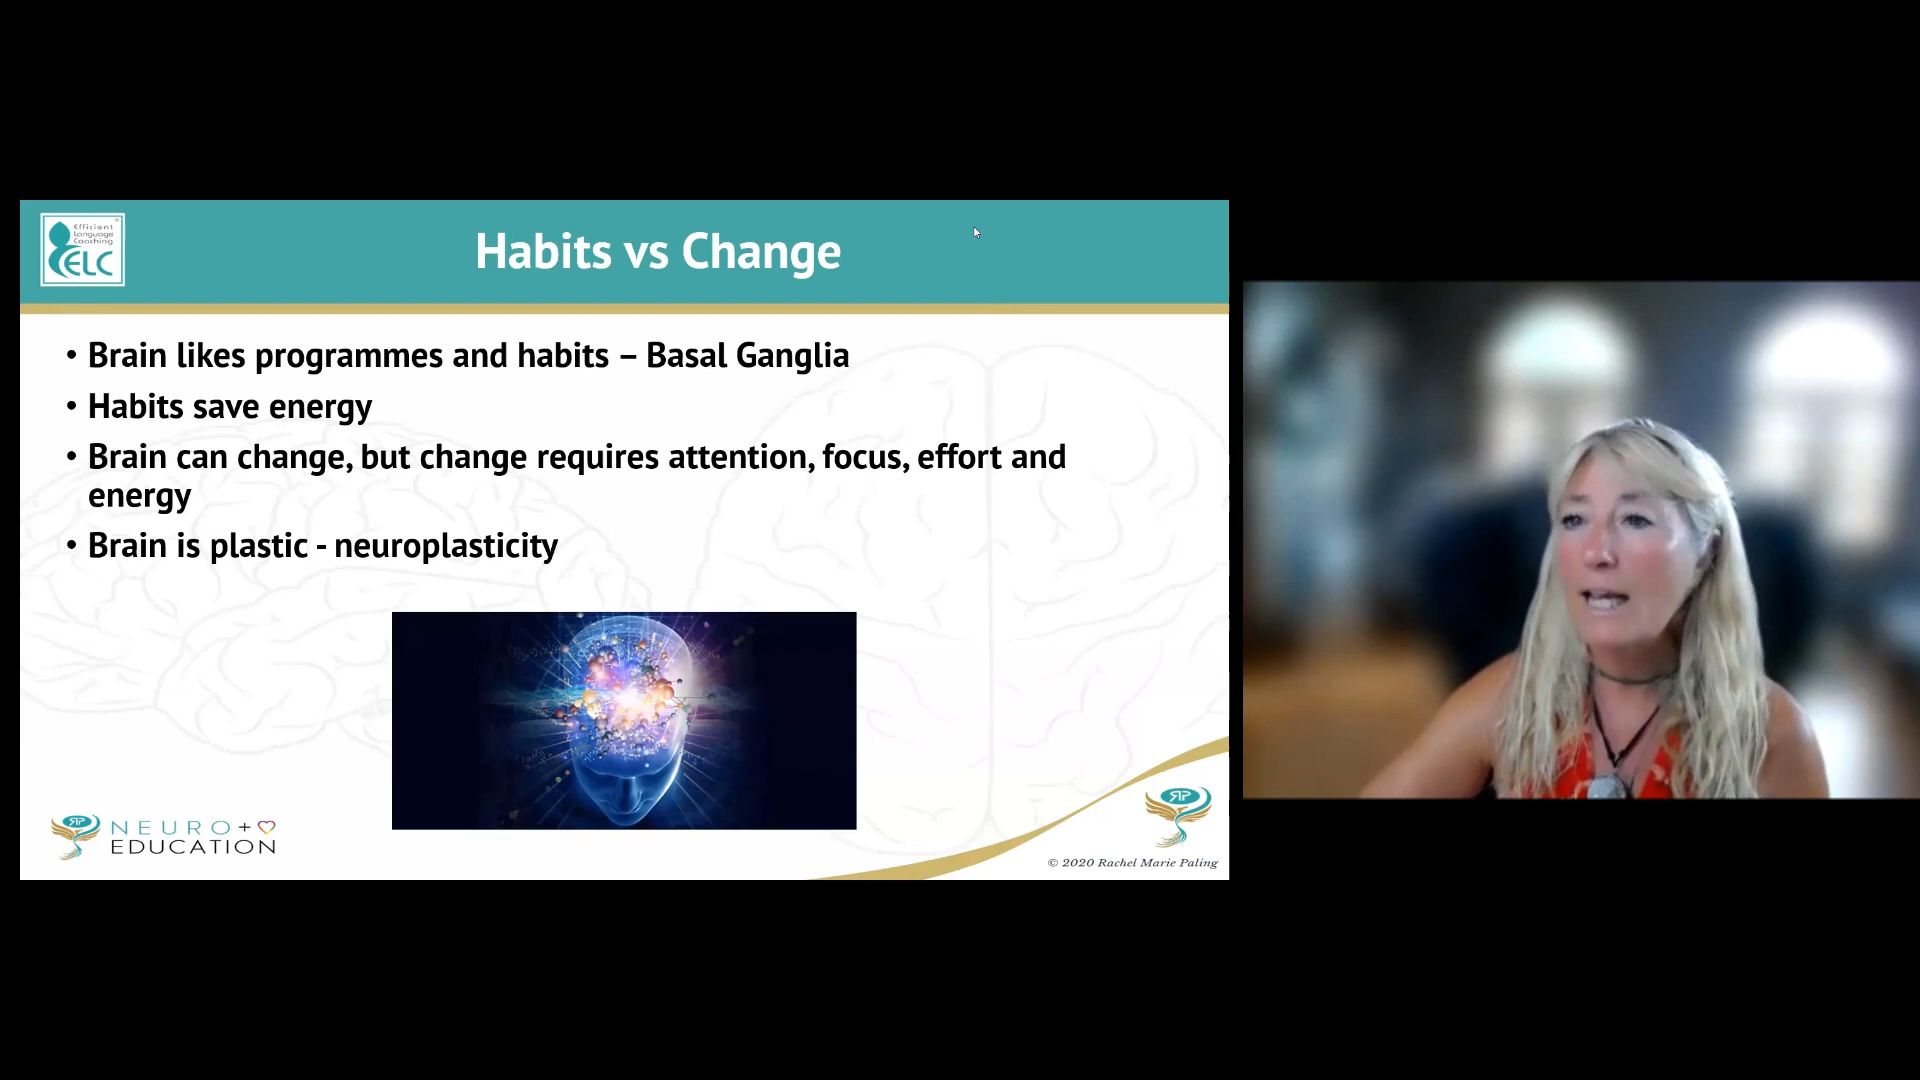 Efficient
Language
Coaching
ELC
Habits vs Change
• Brain likes programmes and habits – Basal Ganglia
• Habits save energy
• Brain can change, but change requires attention, focus, effort and
energy
• Brain is plastic - neuroplasticity
NEURO+
EDUCATION
© 2020 Rachel Marie Paling